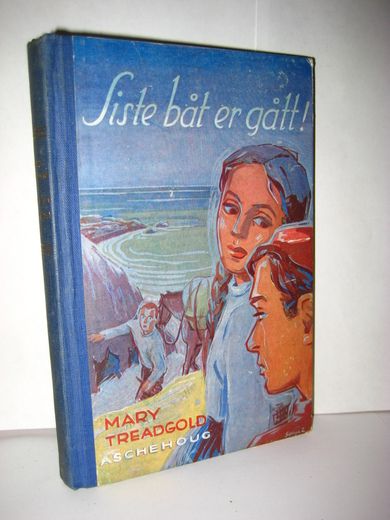 Siste båt er gått!
MARY
TREADGOLD
ASCHEHOUG